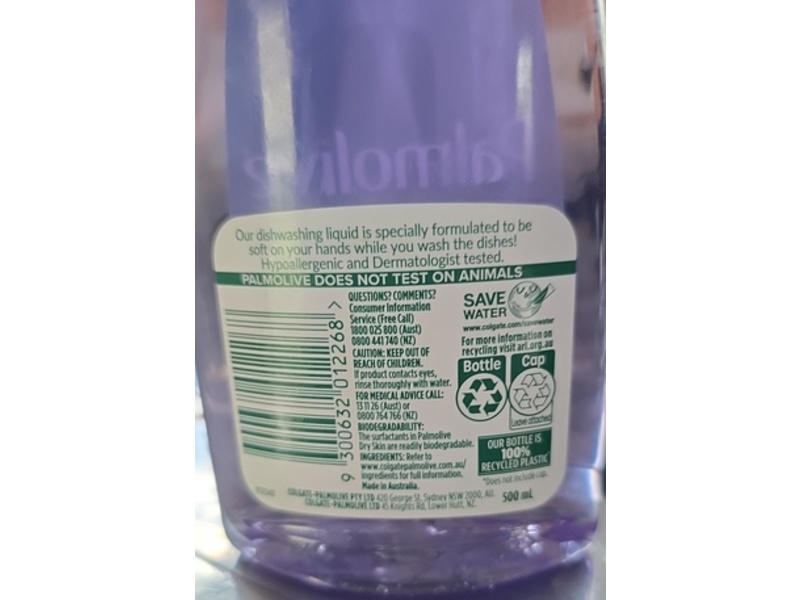 Palmolive
Our dishwashing liquid is specially formulated to be
soft on your hands while you wash the dishes!
Hypoallergenic and Dermatologist tested.
PALMOLIVE DOES NOT TEST ON ANIMALS
9 300632 012268 >
QUESTIONS? COMMENTS?
Consumer Information
Service (Free Call)
1800 025 800 (Aust)
0800 441 740 (NZ)
CAUTION: KEEP OUT OF
REACH OF CHILDREN.
If product contacts eyes,
rinse thoroughly with water.
FOR MEDICAL ADVICE CALL:
13 11 26 (Aust) or
0800 764 766 (NZ)
BIODEGRADABILITY:
The surfactants in Palmolive
Dry Skin are readily biodegradable.
INGREDIENTS: Refer to
www.colgatepalmolive.com.au/
ingredients for full information.
Made in Australia.
SAVE
WATER
www.colgate.com/savewater
For more information on
recycling visit arl.org.au
Bottle
Cap
Leave attached
OUR BOTTLE IS
100%
RECYCLED PLASTIC*
*Does not include cap.
COLGATE-PALMOLIVE PTY LTD 420 George St, Sydney NSW 2000, AU.
COLGATE-PALMOLIVE LTD 45 Knights Rd, Lower Hutt, NZ.
500 mL